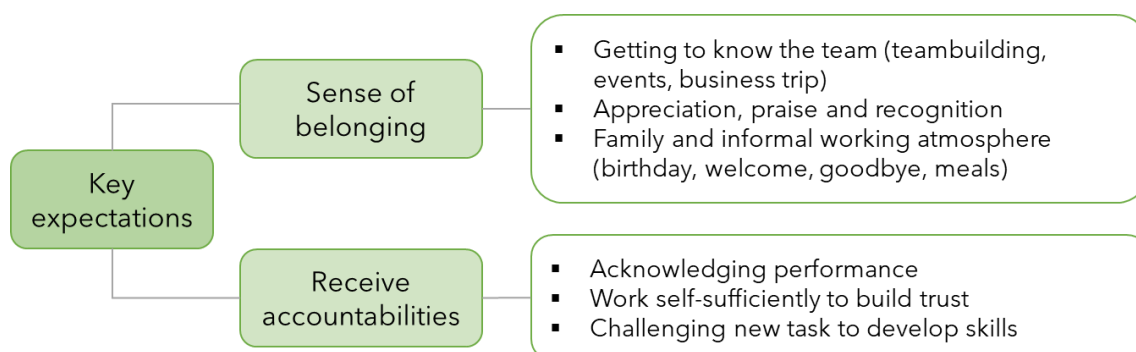 Key
expectations
Sense of
belonging
▪ Getting to know the team (teambuilding,
events, business trip)
▪ Appreciation, praise and recognition
▪ Family and informal working atmosphere
(birthday, welcome, goodbye, meals)
Receive
accountabilities
▪ Acknowledging performance
▪ Work self-sufficiently to build trust
▪ Challenging new task to develop skills